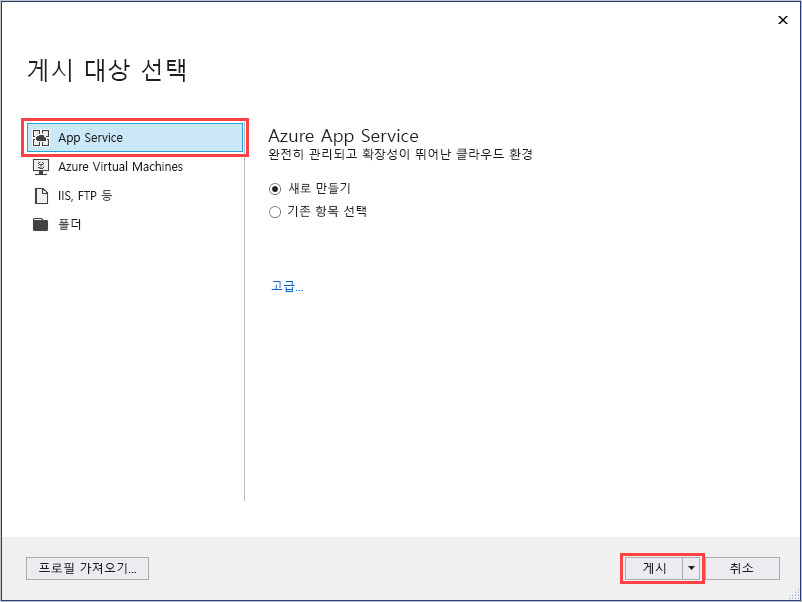 게시 대상 선택
App Service
Azure Virtual Machines
IIS, FTP 등
폴더
Azure App Service
완전히 관리되고 확장성이 뛰어난 클라우드 환경
새로 만들기
기존 항목 선택
고급...
프로필 가져오기...
게시
취소